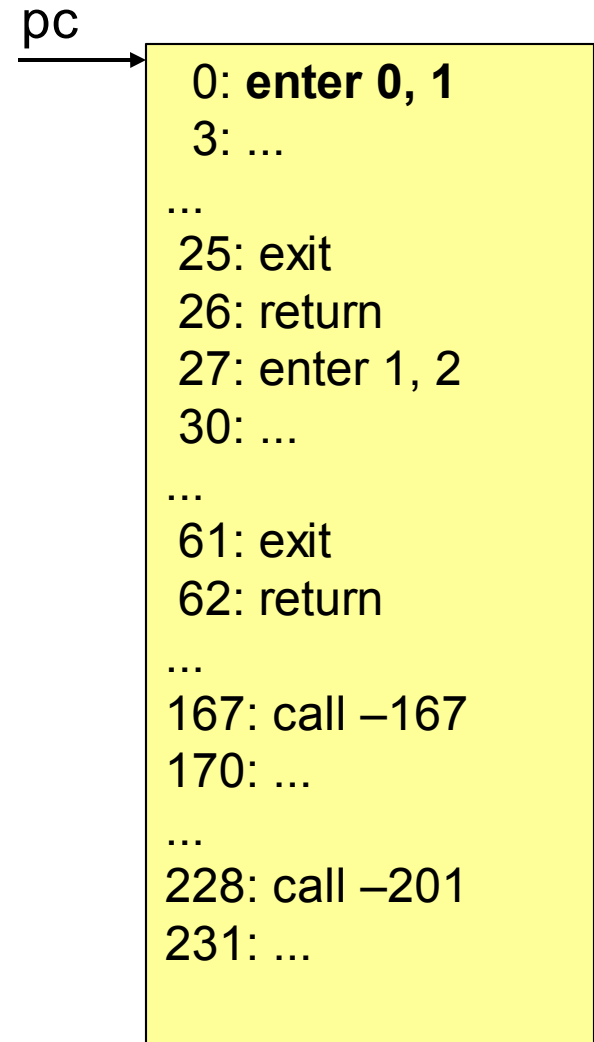 pc
0: enter 0, 1
3: ...
...
25: exit
26: return
27: enter 1, 2
30: ...
...
61: exit
62: return
...
167: call –167
170: ...
...
228: call –201
231: ...